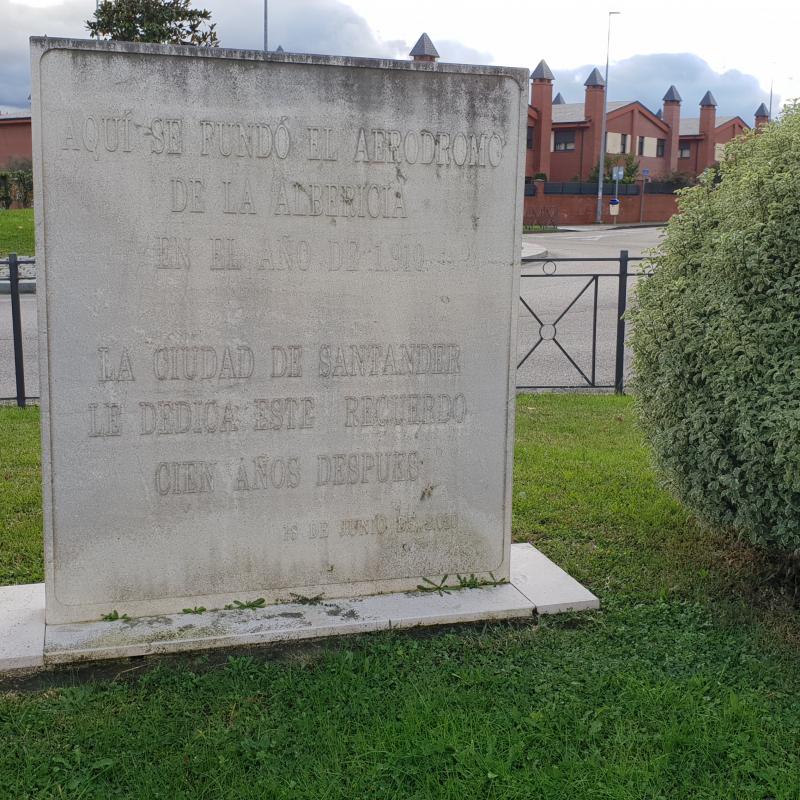 AQUÍ SE FUNDÓ EL AERODROMO
DE LA ALBERICIA
EN EL AÑO DE 1.910
LA CIUDAD DE SANTANDER
LE DEDICA ESTE RECUERDO
CIEN AÑOS DESPUES
DE JUNIO DE 2010